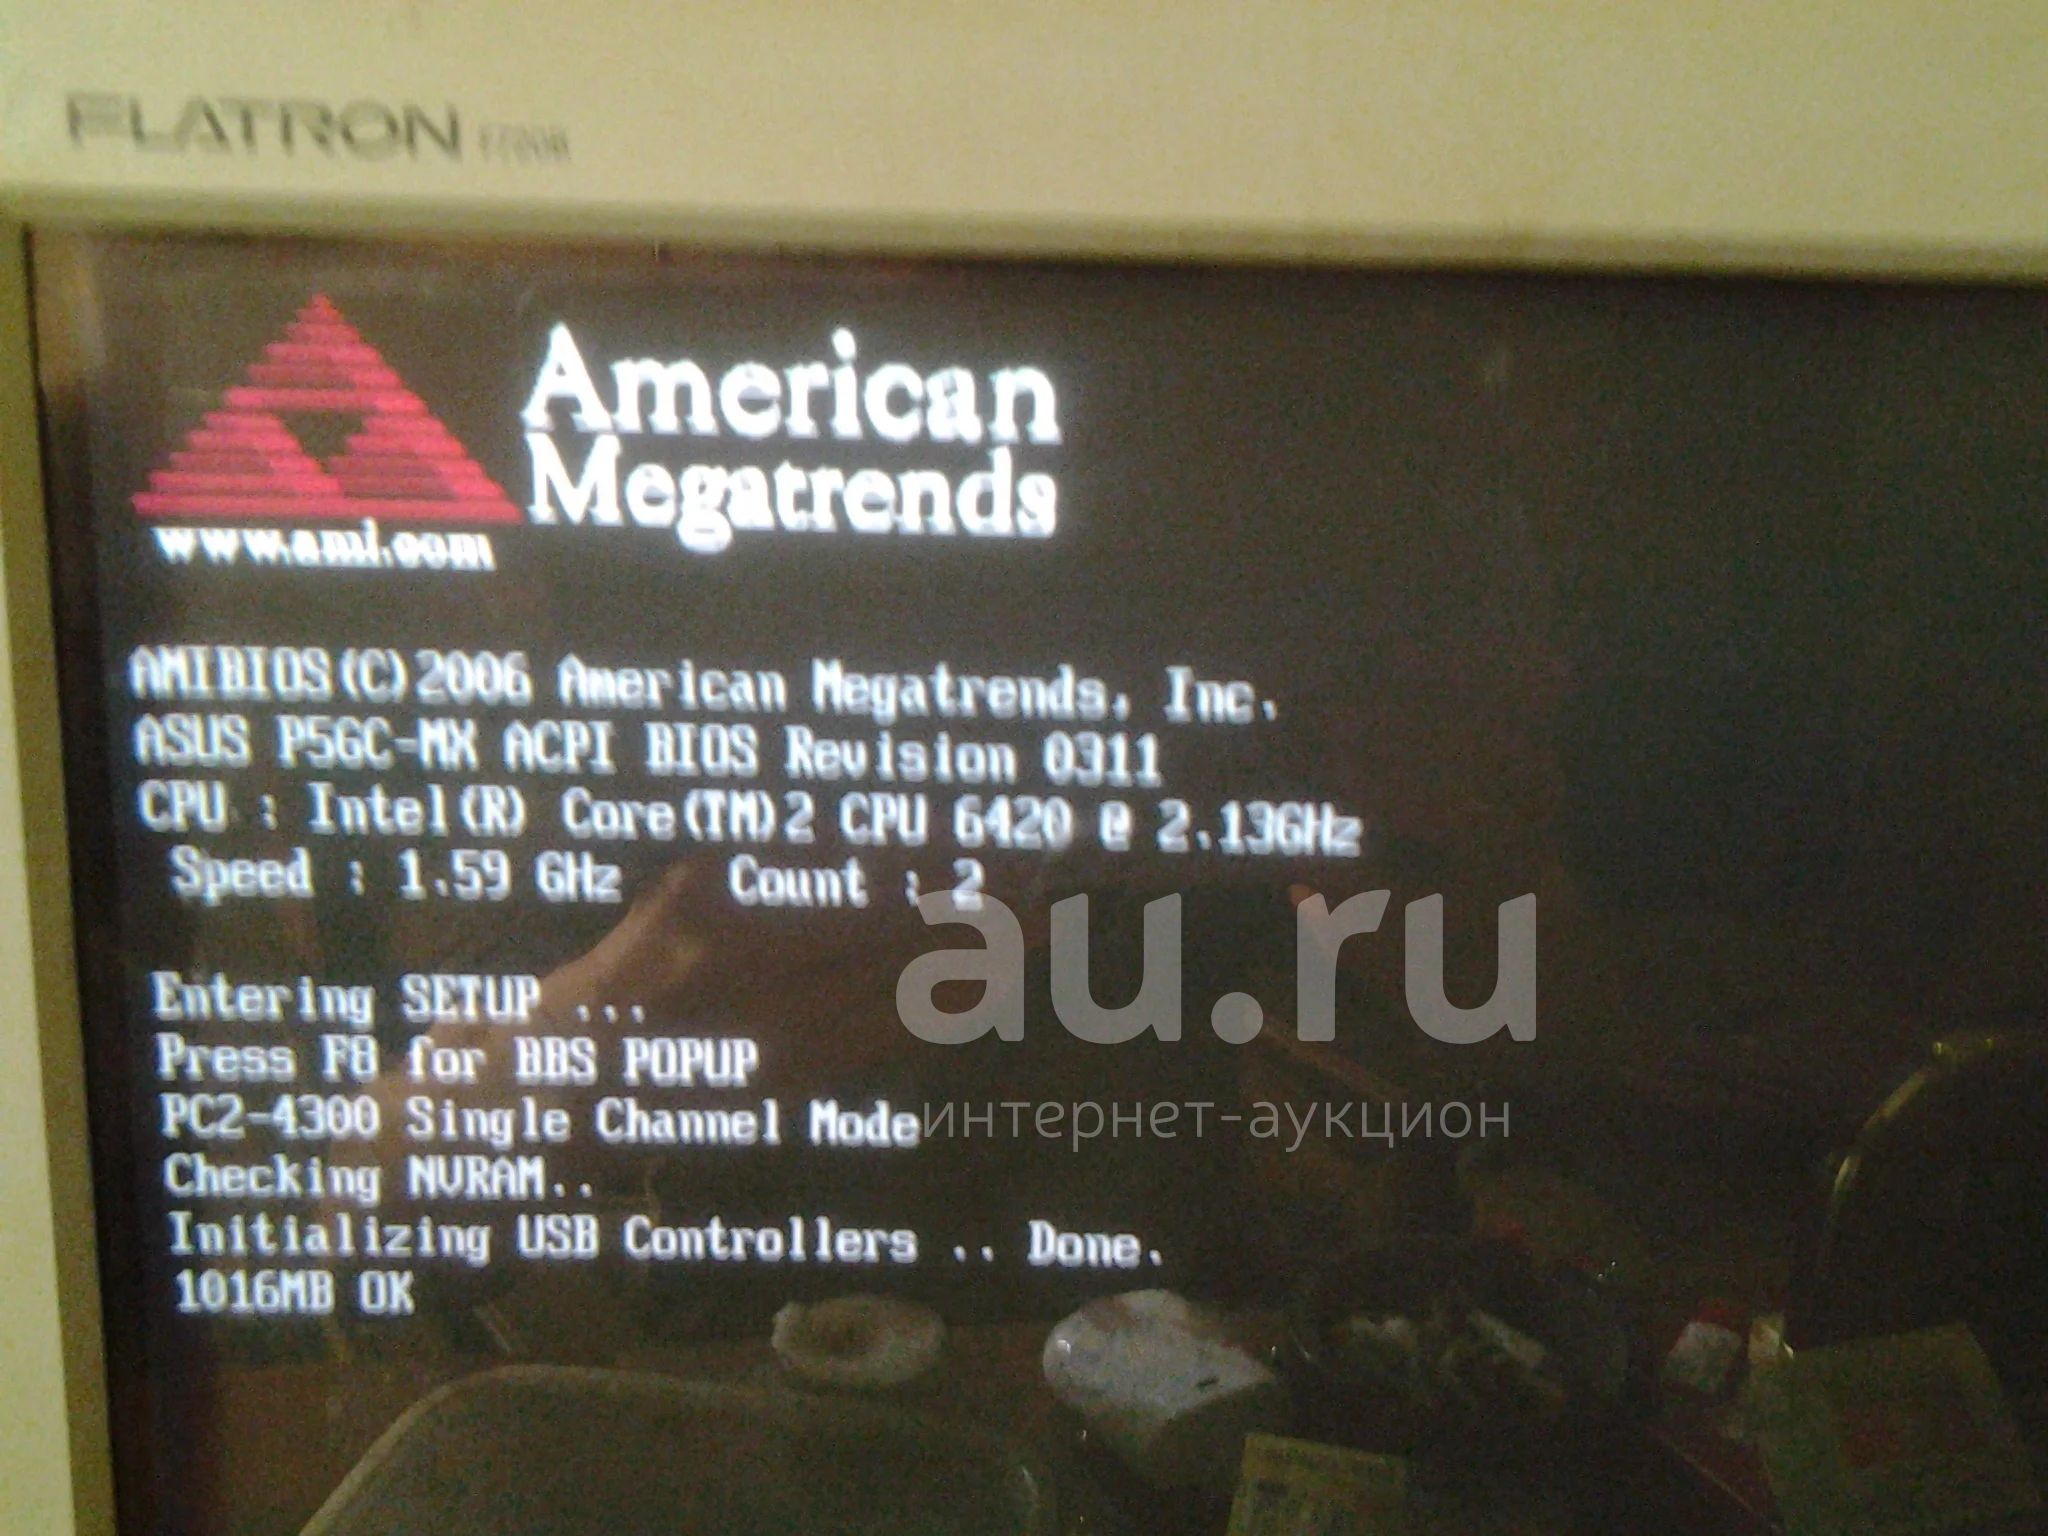 FLATRON
American
Megatrends
www.ami.com
AMIBIOS(C)2006 American Megatrends, Inc.
ASUS P5GC-MX ACPI BIOS Revision 0311
CPU : Intel(R) Core(TM)2 CPU 6420 @ 2.13GHz
Speed : 1.59 GHz Count : 2
Entering SETUP ...
Press F8 for BBS POPUP
PC2-4300 Single Channel Mode
Checking NVRAM..
Initializing USB Controllers .. Done.
1016MB OK
au.ru
интернет-аукцион